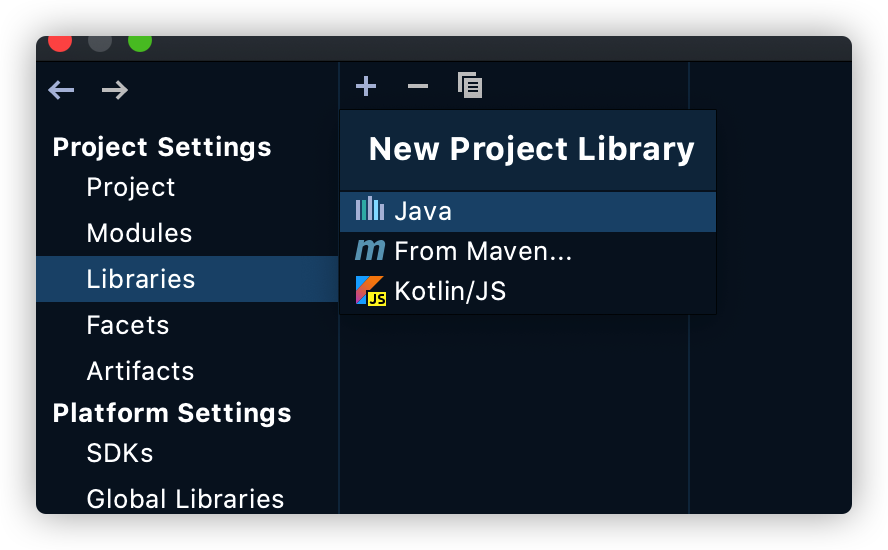 Project Settings
Project
Modules
Libraries
Facets
Artifacts
Platform Settings
SDKs
Global Libraries
New Project Library
Java
m From Maven...
JS Kotlin/JS